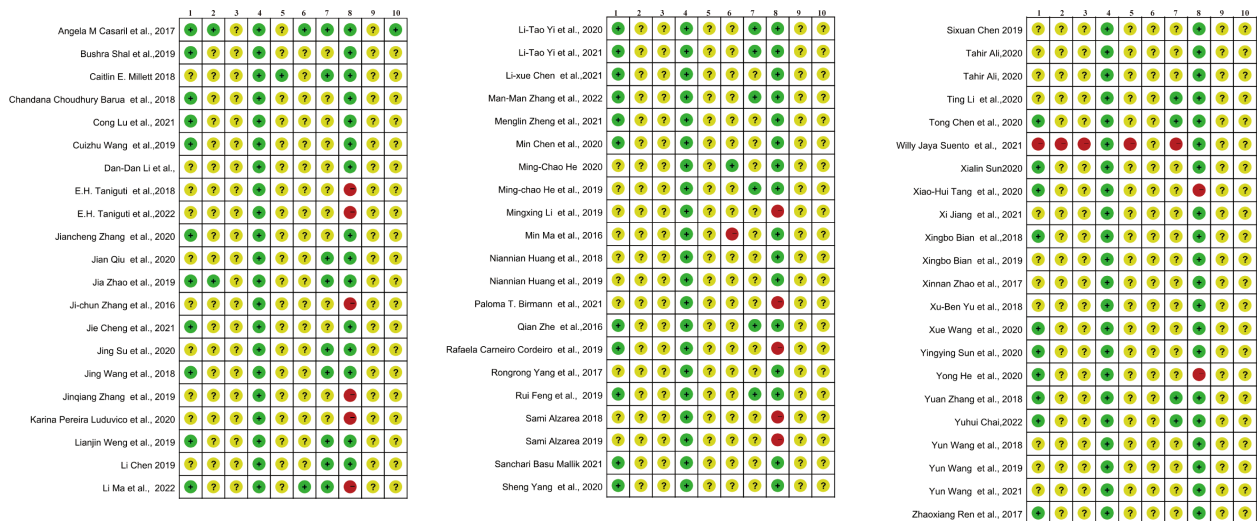 1 2 3 4 5 6 7 8 9 10
Angela M Casaril et al., 2017 + + ? + ? + + + ? +
Bushra Shal et al.,2019 + ? ? + ? ? ? + ? ?
Caitlin E. Millett 2018 ? ? ? + + ? + + ? ?
Chandana Choudhury Barua et al., 2018 + ? ? + ? ? ? + ? ?
Cong Lu et al., 2021 + ? ? + ? ? ? + ? ?
Cuizhu Wang et al.,2019 + ? ? + ? ? ? + ? ?
Dan-Dan Li et al., ? ? ? + ? ? ? + ? ?
E.H. Taniguti et al.,2018 ? ? ? + ? ? ? - ? ?
E.H. Taniguti et al.,2022 ? ? ? + ? ? ? - ? ?
Jiancheng Zhang et al., 2020 + ? ? + ? ? ? + ? ?
Jian Qiu et al., 2020 ? ? ? + ? ? + + ? ?
Jia Zhao et al., 2019 + + ? + ? ? + + ? ?
Ji-chun Zhang et al., 2016 ? ? ? + ? ? ? - ? ?
Jie Cheng et al., 2021 + ? ? + ? ? ? + ? ?
Jing Su et al., 2020 ? ? ? + ? ? + + ? ?
Jing Wang et al., 2018 + ? ? + ? ? + + ? ?
Jinqiang Zhang et al., 2019 ? ? ? + ? ? ? - ? ?
Karina Pereira Luduvico et al., 2020 ? ? ? + ? ? ? - ? ?
Lianjin Weng et al., 2019 + ? ? + ? ? + + ? ?
Li Chen 2019 ? ? ? + ? ? + + ? ?
Li Ma et al., 2022 + ? ? + ? + + - ? ?
1 2 3 4 5 6 7 8 9 10
Li-Tao Yi et al., 2020 + ? ? + ? ? + + ? ?
Li-Tao Yi et al., 2021 + ? ? + ? ? + + ? ?
Li-xue Chen et al.,2021 + ? ? + ? ? ? + ? ?
Man-Man Zhang et al., 2022 + ? ? + ? ? + + ? ?
Menglin Zheng et al., 2021 + ? ? + ? ? ? + ? ?
Min Chen et al., 2020 + ? ? + ? ? ? + ? ?
Ming-Chao He 2020 ? ? ? + ? + ? + ? ?
Ming-chao He et al., 2019 ? ? ? + ? ? + + ? ?
Mingxing Li et al., 2019 ? ? ? + ? ? ? - ? ?
Min Ma et al., 2016 ? ? ? + ? - ? + ? ?
Niannian Huang et al., 2018 ? ? ? + ? ? ? + ? ?
Niannian Huang et al., 2019 ? ? ? + ? ? ? + ? ?
Paloma T. Birmann et al., 2021 ? ? ? + ? ? ? - ? ?
Qian Zhe et al.,2016 + ? ? + ? ? + + ? ?
Rafaela Carneiro Cordeiro et al., 2019 + ? ? + ? ? ? - ? ?
Rongrong Yang et al., 2017 ? ? ? + ? ? ? + ? ?
Rui Feng et al., 2019 + ? ? + ? ? + + ? ?
Sami Alzarea 2018 ? ? ? + ? ? ? - ? ?
Sami Alzarea 2019 ? ? ? + ? ? ? - ? ?
Sanchari Basu Mallik 2021 + ? ? + ? ? ? + ? ?
Sheng Yang et al., 2020 + ? ? + ? ? ? + ? ?
1 2 3 4 5 6 7 8 9 10
Sixuan Chen 2019 ? ? ? + ? ? ? + ? ?
Tahir Ali,2020 ? ? ? + ? ? ? + ? ?
Tahir Ali, 2020 ? ? ? + ? ? ? + ? ?
Ting Li et al.,2020 ? ? ? + ? ? + + ? ?
Tong Chen et al., 2020 + ? ? + ? ? + + ? ?
Willy Jaya Suento et al., 2021 - - - + - ? - + ? ?
Xialin Sun2020 + ? ? + ? ? ? + ? ?
Xiao-Hui Tang et al., 2020 + ? ? + ? ? ? - ? ?
Xi Jiang et al., 2021 ? ? ? + ? ? ? + ? ?
Xingbo Bian et al.,2018 + ? ? + ? ? ? + ? ?
Xingbo Bian et al., 2019 ? ? ? + ? ? ? + ? ?
Xinnan Zhao et al., 2017 ? ? ? + ? ? ? + ? ?
Xu-Ben Yu et al., 2018 ? ? ? + ? ? ? + ? ?
Xue Wang et al., 2020 + ? ? + ? ? ? + ? ?
Yingying Sun et al., 2020 + ? ? + ? ? ? + ? ?
Yong He et al., 2020 + ? ? + ? ? ? - ? ?
Yuan Zhang et al., 2018 + ? ? + ? ? + + ? ?
Yuhui Chai,2022 + ? ? + ? ? + + ? ?
Yun Wang et al., 2018 ? ? ? + ? ? ? + ? ?
Yun Wang et al., 2019 ? ? ? + ? ? ? + ? ?
Yun Wang et al., 2021 ? ? ? + ? ? ? + ? ?
Zhaoxiang Ren et al., 2017 + ? ? + ? ? ? + ? ?